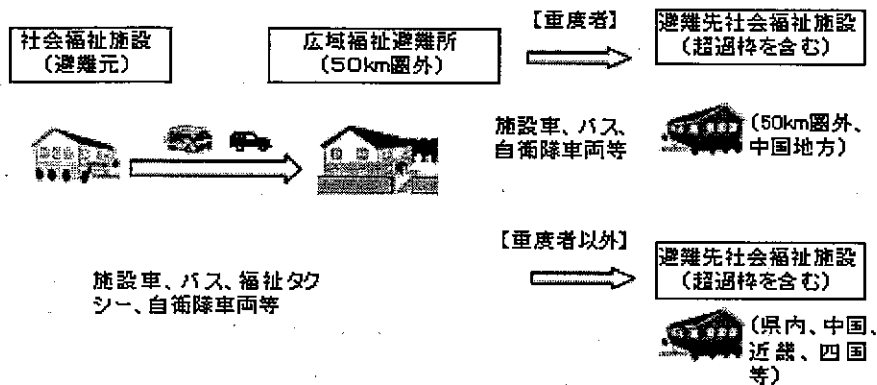 社会福祉施設
(避難元)
広域福祉避難所
(50km圏外)
【重度者】
避難先社会福祉施設
(超過枠を含む)
施設車、バス、
自衛隊車両等
(50km圏外、
中国地方)
施設車、バス、福祉タク
シー、自衛隊車両等
【重度者以外】
避難先社会福祉施設
(超過枠を含む)
(県内、中国、
近畿、四国
等)